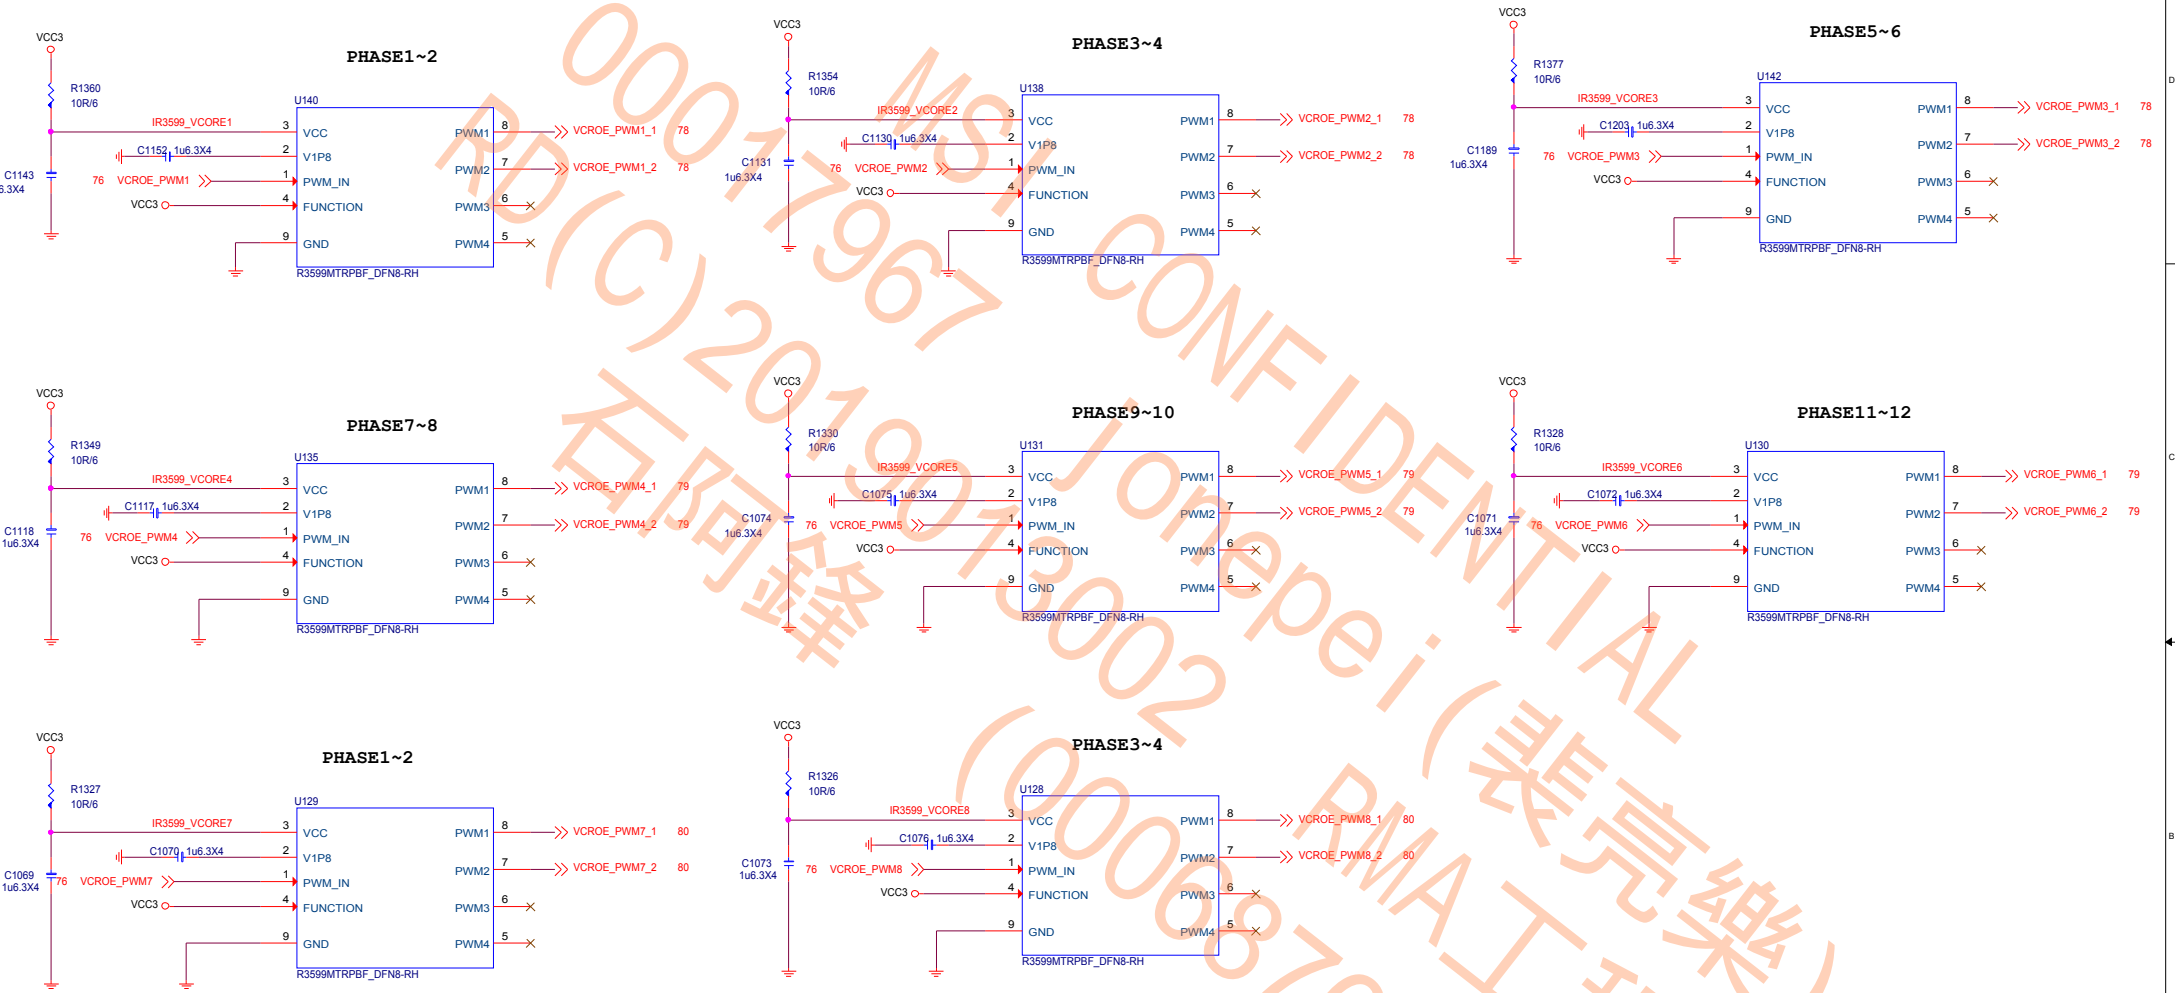 PHASE1~2
VCC3
R1360
10R/6
U140
IR3599_VCORE1
3 VCC PWM1 8 VCROE_PWM1_1 78
C1152 1u6.3X4
2 V1P8
C1143
6.3X4
76 VCROE_PWM1 1 PWM_IN PWM2 7 VCROE_PWM1_2 78
VCC3 4 FUNCTION PWM3 6
9 GND PWM4 5
R3599MTRPBF_DFN8-RH
PHASE3~4
VCC3
R1354
10R/6
U138
IR3599_VCORE2
3 VCC PWM1 8 VCROE_PWM2_1 78
C1130 1u6.3X4
2 V1P8
C1131
1u6.3X4
76 VCROE_PWM2 1 PWM_IN PWM2 7 VCROE_PWM2_2 78
VCC3 4 FUNCTION PWM3 6
9 GND PWM4 5
R3599MTRPBF_DFN8-RH
PHASE5~6
VCC3
R1377
10R/6
U142
IR3599_VCORE3
3 VCC PWM1 8 VCROE_PWM3_1 78
C1203 1u6.3X4
2 V1P8
C1189
1u6.3X4
76 VCROE_PWM3 1 PWM_IN PWM2 7 VCROE_PWM3_2 78
VCC3 4 FUNCTION PWM3 6
9 GND PWM4 5
R3599MTRPBF_DFN8-RH
PHASE7~8
VCC3
R1349
10R/6
U135
IR3599_VCORE4
3 VCC PWM1 8 VCROE_PWM4_1 79
C1117 1u6.3X4
2 V1P8
C1118
1u6.3X4
76 VCROE_PWM4 1 PWM_IN PWM2 7 VCROE_PWM4_2 79
VCC3 4 FUNCTION PWM3 6
9 GND PWM4 5
R3599MTRPBF_DFN8-RH
PHASE9~10
VCC3
R1330
10R/6
U131
IR3599_VCORE5
3 VCC PWM1 8 VCROE_PWM5_1 79
C1075 1u6.3X4
2 V1P8
C1074
1u6.3X4
76 VCROE_PWM5 1 PWM_IN PWM2 7 VCROE_PWM5_2 79
VCC3 4 FUNCTION PWM3 6
9 GND PWM4 5
R3599MTRPBF_DFN8-RH
PHASE11~12
VCC3
R1328
10R/6
U130
IR3599_VCORE6
3 VCC PWM1 8 VCROE_PWM6_1 79
C1072 1u6.3X4
2 V1P8
C1071
1u6.3X4
76 VCROE_PWM6 1 PWM_IN PWM2 7 VCROE_PWM6_2 79
VCC3 4 FUNCTION PWM3 6
9 GND PWM4 5
R3599MTRPBF_DFN8-RH
PHASE1~2
VCC3
R1327
10R/6
U129
IR3599_VCORE7
3 VCC PWM1 8 VCROE_PWM7_1 80
C1070 1u6.3X4
2 V1P8
C1069
1u6.3X4
76 VCROE_PWM7 1 PWM_IN PWM2 7 VCROE_PWM7_2 80
VCC3 4 FUNCTION PWM3 6
9 GND PWM4 5
R3599MTRPBF_DFN8-RH
PHASE3~4
VCC3
R1326
10R/6
U128
IR3599_VCORE8
3 VCC PWM1 8 VCROE_PWM8_1 80
C1076 1u6.3X4
2 V1P8
C1073
1u6.3X4
76 VCROE_PWM8 1 PWM_IN PWM2 7 VCROE_PWM8_2 80
VCC3 4 FUNCTION PWM3 6
9 GND PWM4 5
R3599MTRPBF_DFN8-RH
D
C
B
MSI CONFIDENTIAL
00017967 jonepei(裴亮樂)
RD(C)2019013002 RMA工
石阿鋒 (0006876